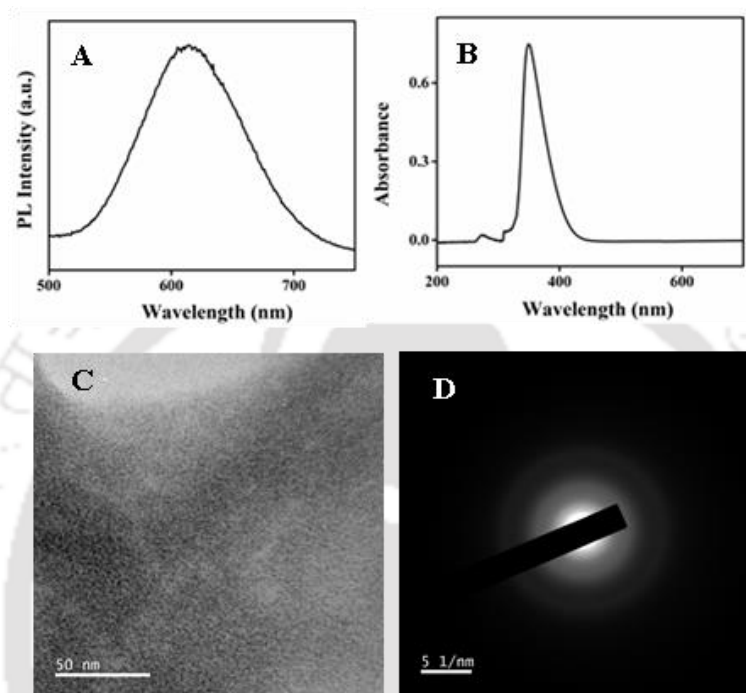 A
PL Intensity (a.u.)
500
600
700
Wavelength (nm)
B
Absorbance
0.6
0.3
0.0
200
400
600
Wavelength (nm)
C
50 nm
D
5 1/nm